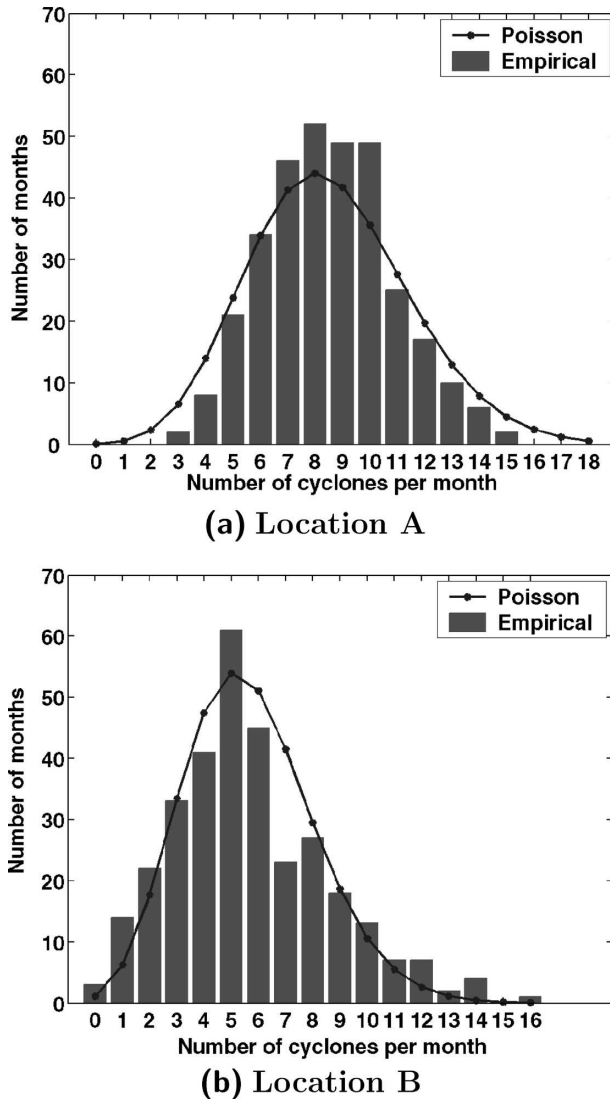 70
60
50
40
30
20
10
0
Number of months
Poisson
Empirical
0 1 2 3 4 5 6 7 8 9 10 11 12 13 14 15 16 17 18
Number of cyclones per month
(a) Location A
70
60
50
40
30
20
10
0
Number of months
Poisson
Empirical
0 1 2 3 4 5 6 7 8 9 10 11 12 13 14 15 16
Number of cyclones per month
(b) Location B